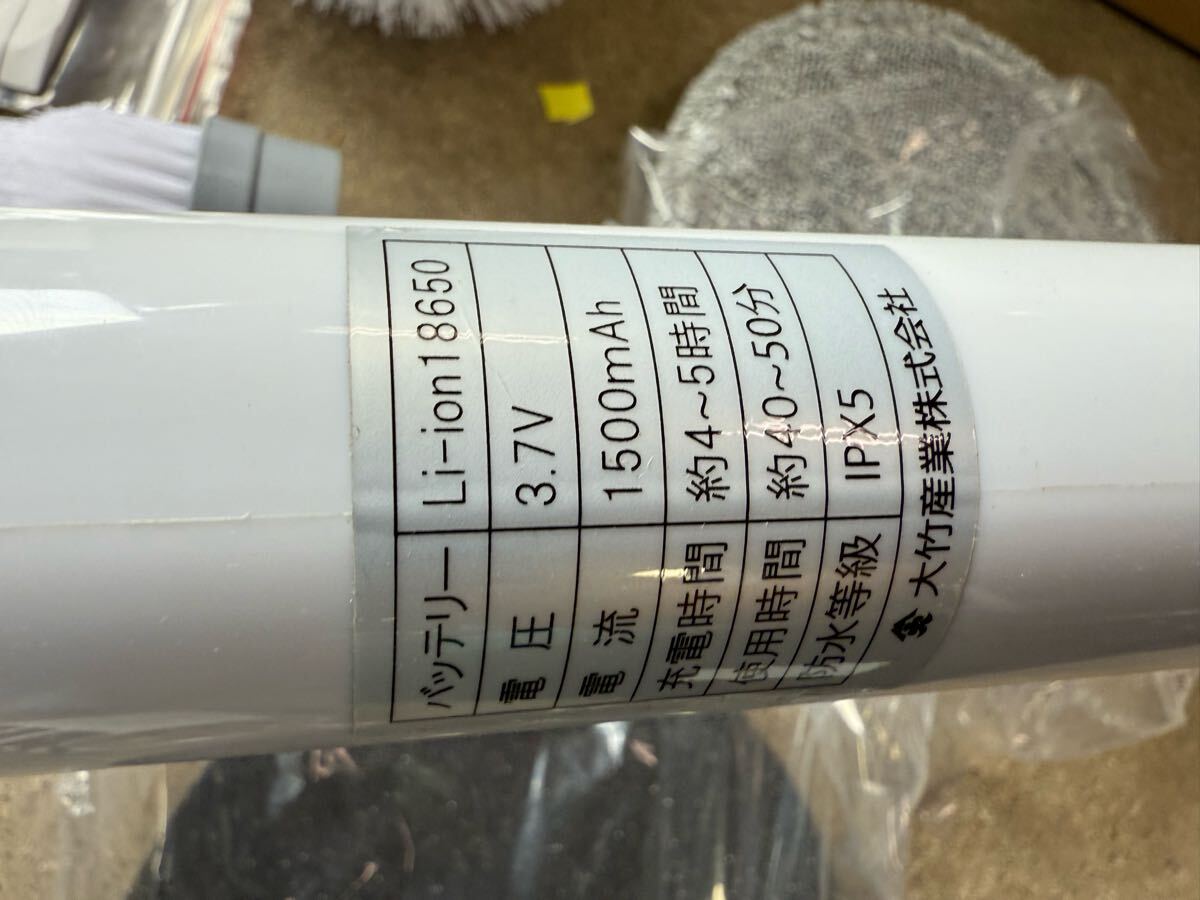 バッテリー Li-ion18650
電圧 3.7V
電流 1500mAh
充電時間 約4~5時間
使用時間 約40~50分
防水等級 IPX5
大竹産業株式会社